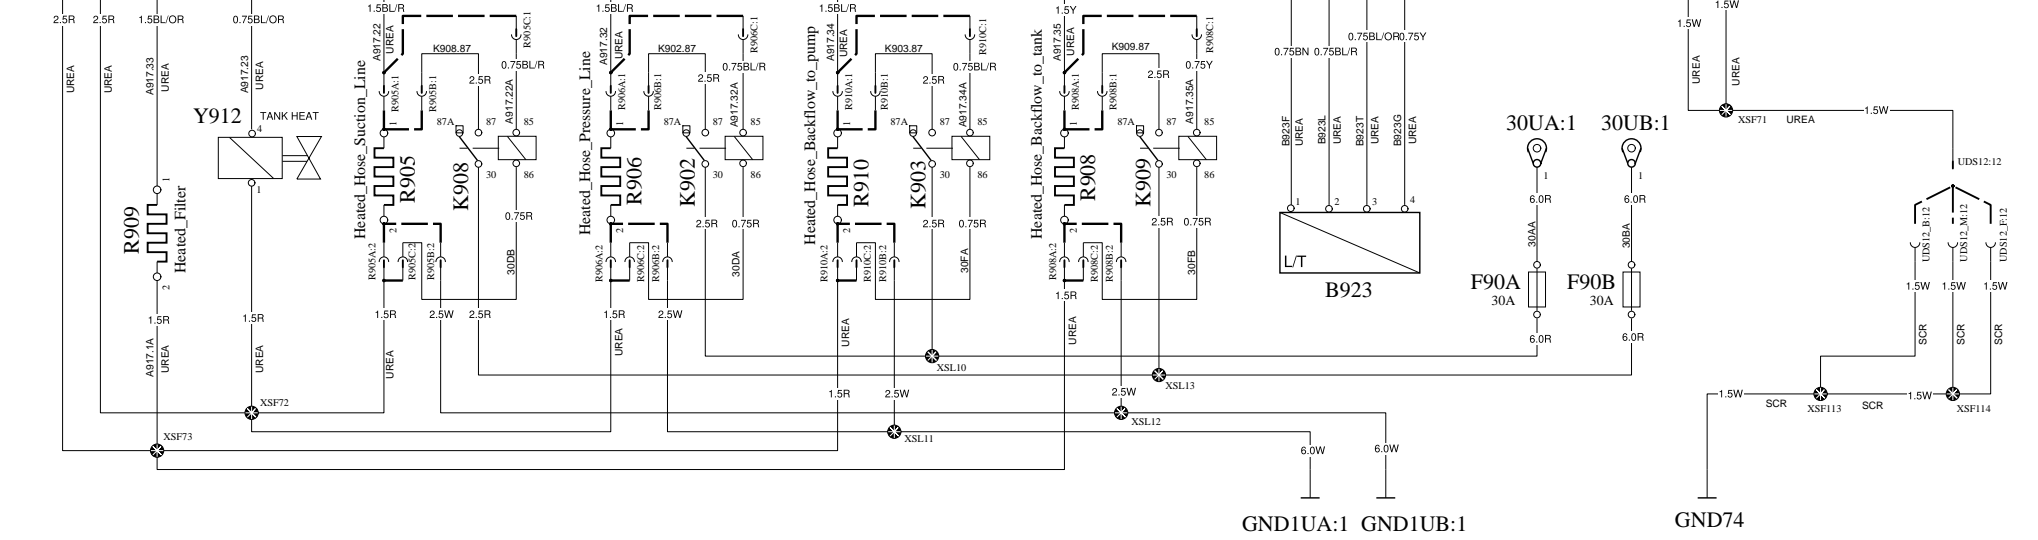 2.5R
2.5R
1.5BL/OR
0.75BL/OR
1.5BL/R
1.5BL/R
1.5BL/R
1.5Y
1.5W
1.5W
UREA
UREA
A917.33
UREA
A917.23
UREA
Y912
TANK HEAT
4
1
R909
Heated_Filter
1
2
1.5R
A917.1A
UREA
1.5R
UREA
XSF72
XSF73
Heated_Hose_Suction_Line
A917.22
UREA
R905C:1
K908.87
0.75BL/R
2.5R
R905A:1
R905B:1
A917.22A
1
87A
87
85
R905
K908
30
86
2
0.75R
R905A:2
R905C:2
R905B:2
30DB
1.5R
2.5W
2.5R
UREA
Heated_Hose_Pressure_Line
A917.32
UREA
R906C:1
K902.87
0.75BL/R
2.5R
R906A:1
R906B:1
A917.32A
1
87A
87
85
R906
K902
30
86
2
2.5R
0.75R
R906A:2
R906C:2
R906B:2
30DA
1.5R
2.5W
UREA
Heated_Hose_Backflow_to_pump
A917.34
UREA
R910C:1
K903.87
0.75BL/R
2.5R
R910A:1
R910B:1
A917.34A
1
87A
87
85
R910
K903
30
86
2
2.5R
0.75R
R910A:2
R910C:2
R910B:2
30FA
UREA
XSL10
1.5R
2.5W
XSL11
Heated_Hose_Backflow_to_tank
A917.35
UREA
R908C:1
K909.87
0.75Y
2.5R
R908A:1
R908B:1
A917.35A
1
87A
87
85
R908
K909
30
86
2
2.5R
0.75R
R908A:2
R908C:2
R908B:2
30FB
1.5R
UREA
XSL13
2.5W
XSL12
0.75BN
0.75BL/R
0.75BL/OR
0.75Y
B923F
UREA
B923L
UREA
B923T
UREA
B923G
UREA
1
2
3
4
L/T
B923
6.0W
6.0W
GND1UA:1
GND1UB:1
30UA:1
30UB:1
1
1
6.0R
6.0R
30AA
30BA
F90A
30A
F90B
30A
6.0R
6.0R
UREA
UREA
XSF71
UREA
1.5W
UDS12:12
UDS12_B:12
UDS12_M:12
UDS12_F:12
1.5W
1.5W
1.5W
SCR
SCR
SCR
1.5W
SCR
XSF113
SCR
1.5W
XSF114
GND74